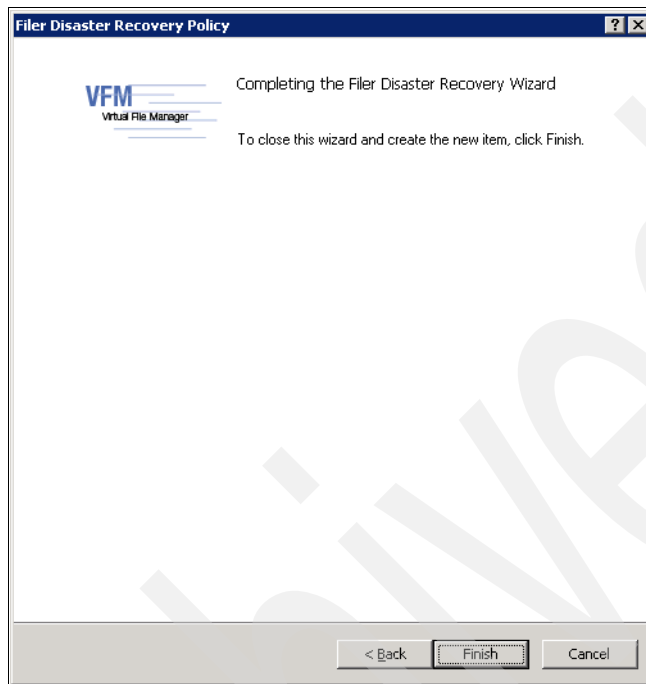 Filer Disaster Recovery Policy
VFM
Virtual File Manager
Completing the Filer Disaster Recovery Wizard
To close this wizard and create the new item, click Finish.
< Back
Finish
Cancel